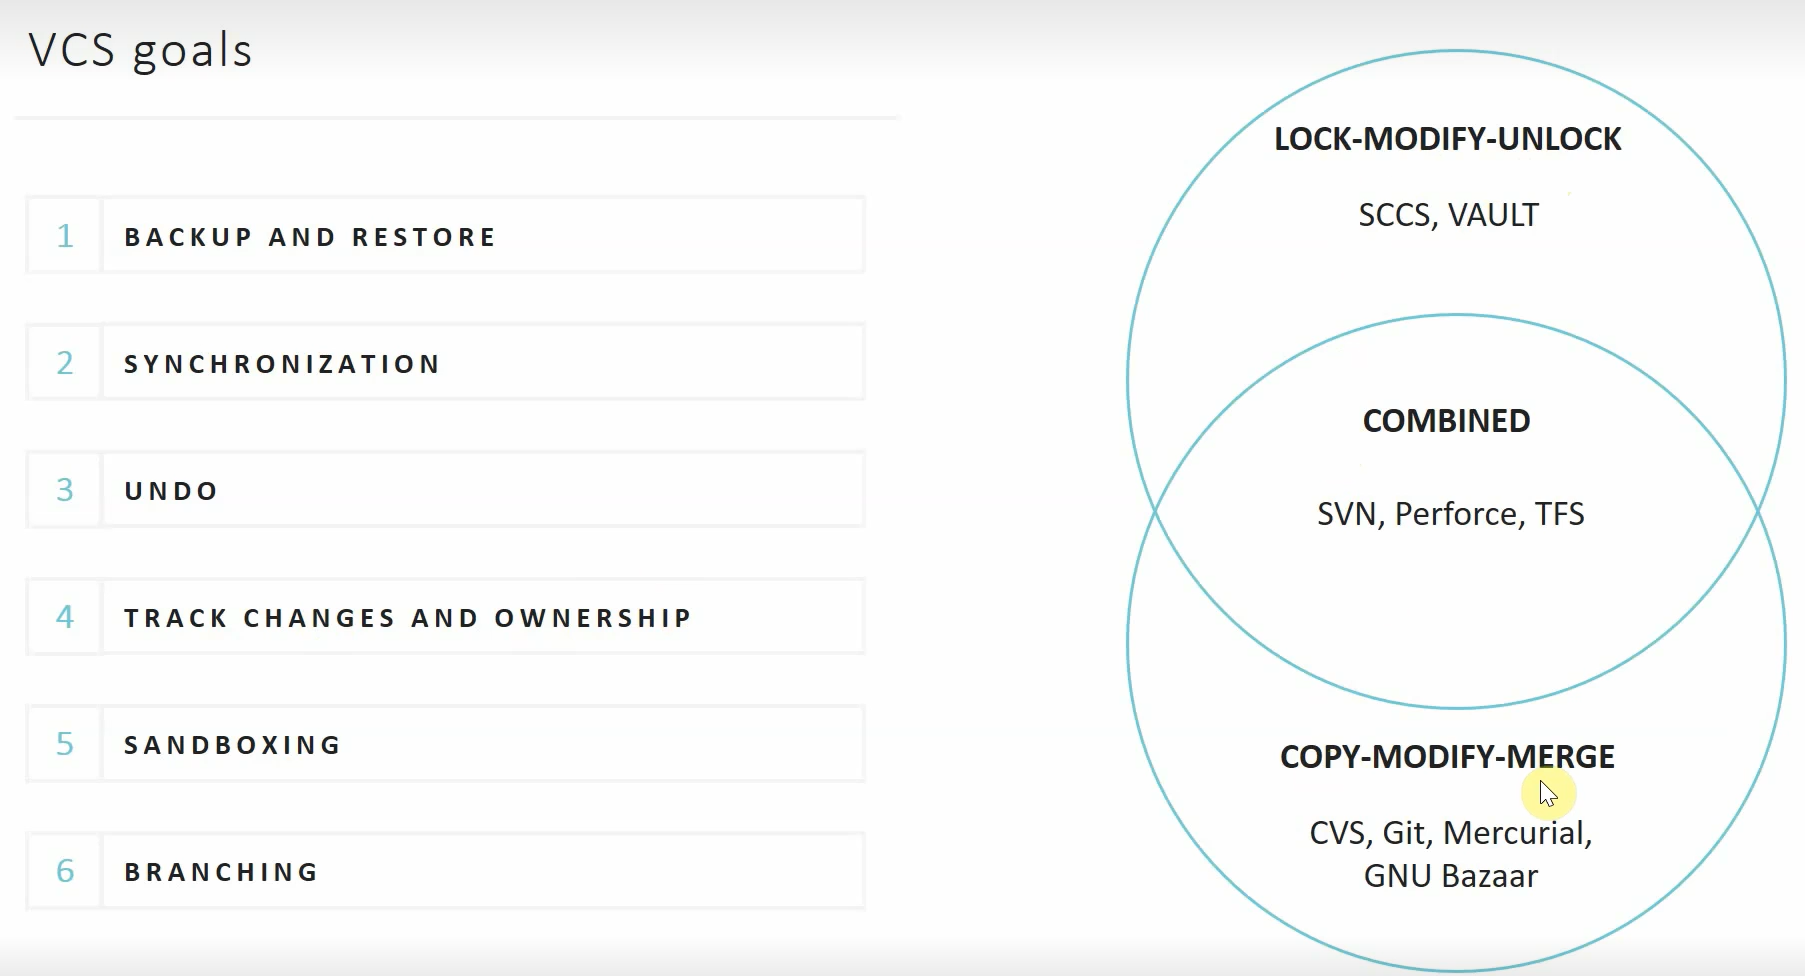 VCS goals
1 BACKUP AND RESTORE
2 SYNCHRONIZATION
3 UNDO
4 TRACK CHANGES AND OWNERSHIP
5 SANDBOXING
6 BRANCHING
LOCK-MODIFY-UNLOCK
SCCS, VAULT
COMBINED
SVN, Perforce, TFS
COPY-MODIFY-MERGE
CVS, Git, Mercurial,
GNU Bazaar